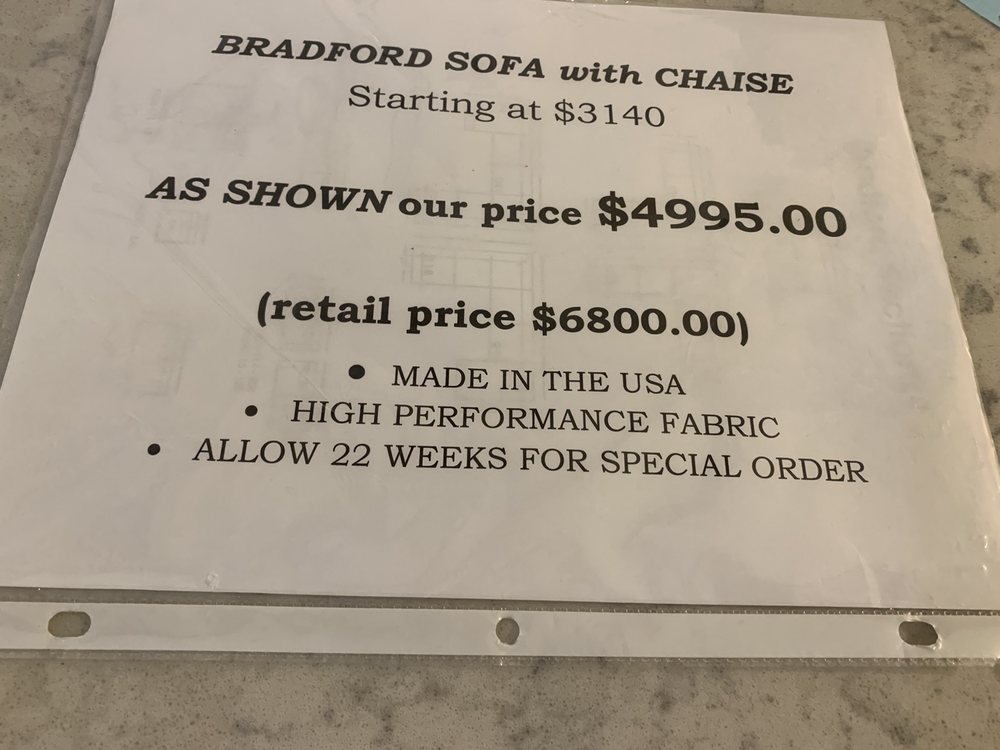 BRADFORD SOFA with CHAISE
Starting at $3140
AS SHOWN our price $4995.00
(retail price $6800.00)
• MADE IN THE USA
• HIGH PERFORMANCE FABRIC
• ALLOW 22 WEEKS FOR SPECIAL ORDER